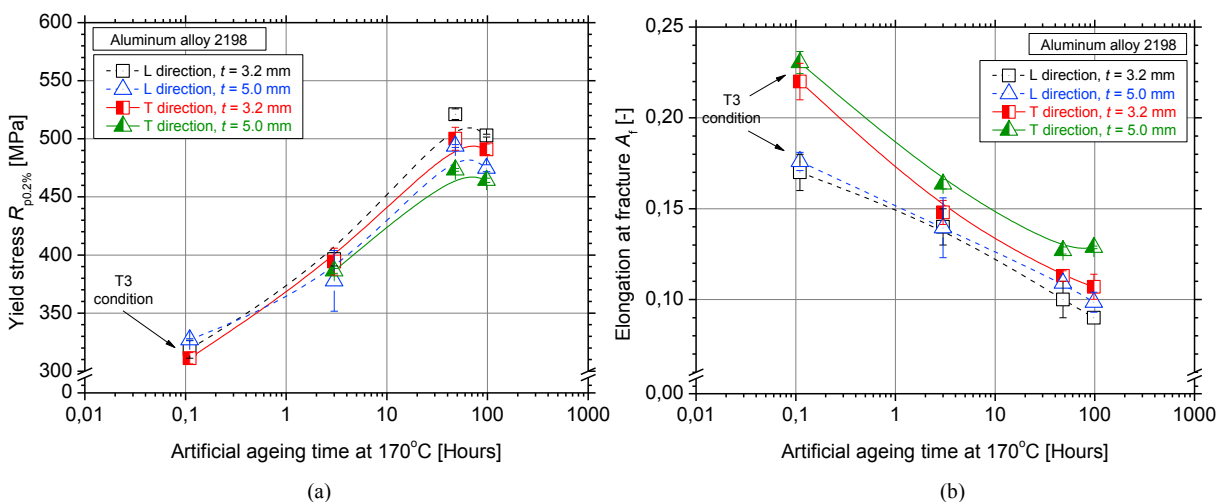 Aluminum alloy 2198
L direction, t = 3.2 mm
L direction, t = 5.0 mm
T direction, t = 3.2 mm
T direction, t = 5.0 mm
T3
condition
Yield stress Rp0.2% [MPa]
600
550
500
450
400
350
300
0
0,01
0,1
1
10
100
1000
Artificial ageing time at 170°C [Hours]
(a)
Aluminum alloy 2198
L direction, t = 3.2 mm
L direction, t = 5.0 mm
T direction, t = 3.2 mm
T direction, t = 5.0 mm
T3
condition
Elongation at fracture Af [-]
0,25
0,20
0,15
0,10
0,00
0,01
0,1
1
10
100
1000
Artificial ageing time at 170°C [Hours]
(b)